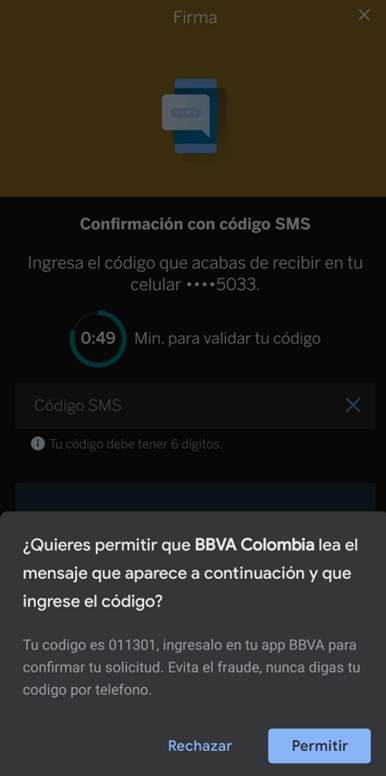 Firma
Confirmación con código SMS
Ingresa el código que acabas de recibir en tu
celular ••••5033.
0:49 Min. para validar tu código
Código SMS
Tu código debe tener 6 dígitos.
¿Quieres permitir que BBVA Colombia lea el
mensaje que aparece a continuación y que
ingrese el código?
Tu codigo es 011301, ingresalo en tu app BBVA para
confirmar tu solicitud. Evita el fraude, nunca digas tu
codigo por telefono.
Rechazar Permitir